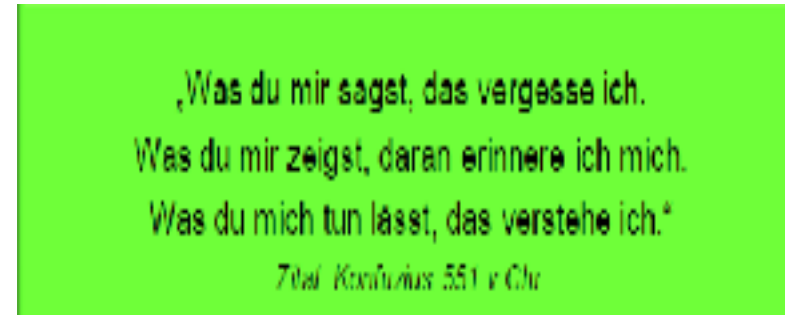 „Was du mir sagst, das vergesse ich.
Was du mir zeigst, daran erinnere ich mich.
Was du mich tun lässt, das verstehe ich.“
Zitat Konfuzius 551 v Chr